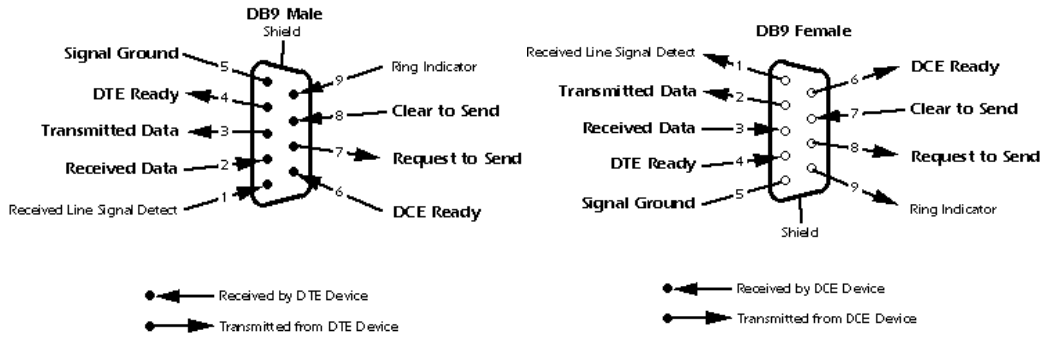 DB9 Male
Shield
Signal Ground
5
9
Ring Indicator
DTE Ready
4
8
Clear to Send
Transmitted Data
3
7
Request to Send
Received Data
2
6
DCE Ready
Received Line Signal Detect
1
Received by DTE Device
Transmitted from DTE Device
DB9 Female
Received Line Signal Detect
1
6
DCE Ready
Transmitted Data
2
7
Clear to Send
Received Data
3
8
Request to Send
DTE Ready
4
9
Ring Indicator
Signal Ground
5
Shield
Received by DCE Device
Transmitted from DCE Device